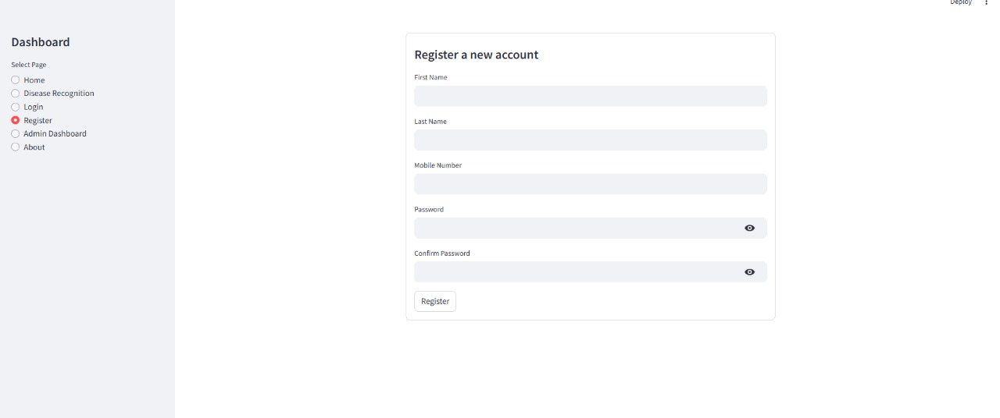 Deploy
Dashboard
Select Page
Home
Disease Recognition
Login
Register
Admin Dashboard
About
Register a new account
First Name
Last Name
Mobile Number
Password
Confirm Password
Register